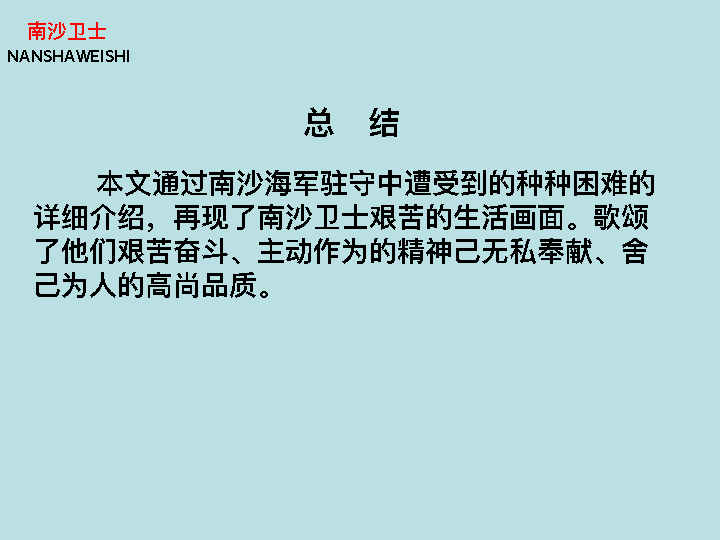 南沙卫士
NANSHAWEISHI
总 结
本文通过南沙海军驻守中遭受到的种种困难的
详细介绍，再现了南沙卫士艰苦的生活画面。歌颂
了他们艰苦奋斗、主动作为的精神己无私奉献、舍
己为人的高尚品质。